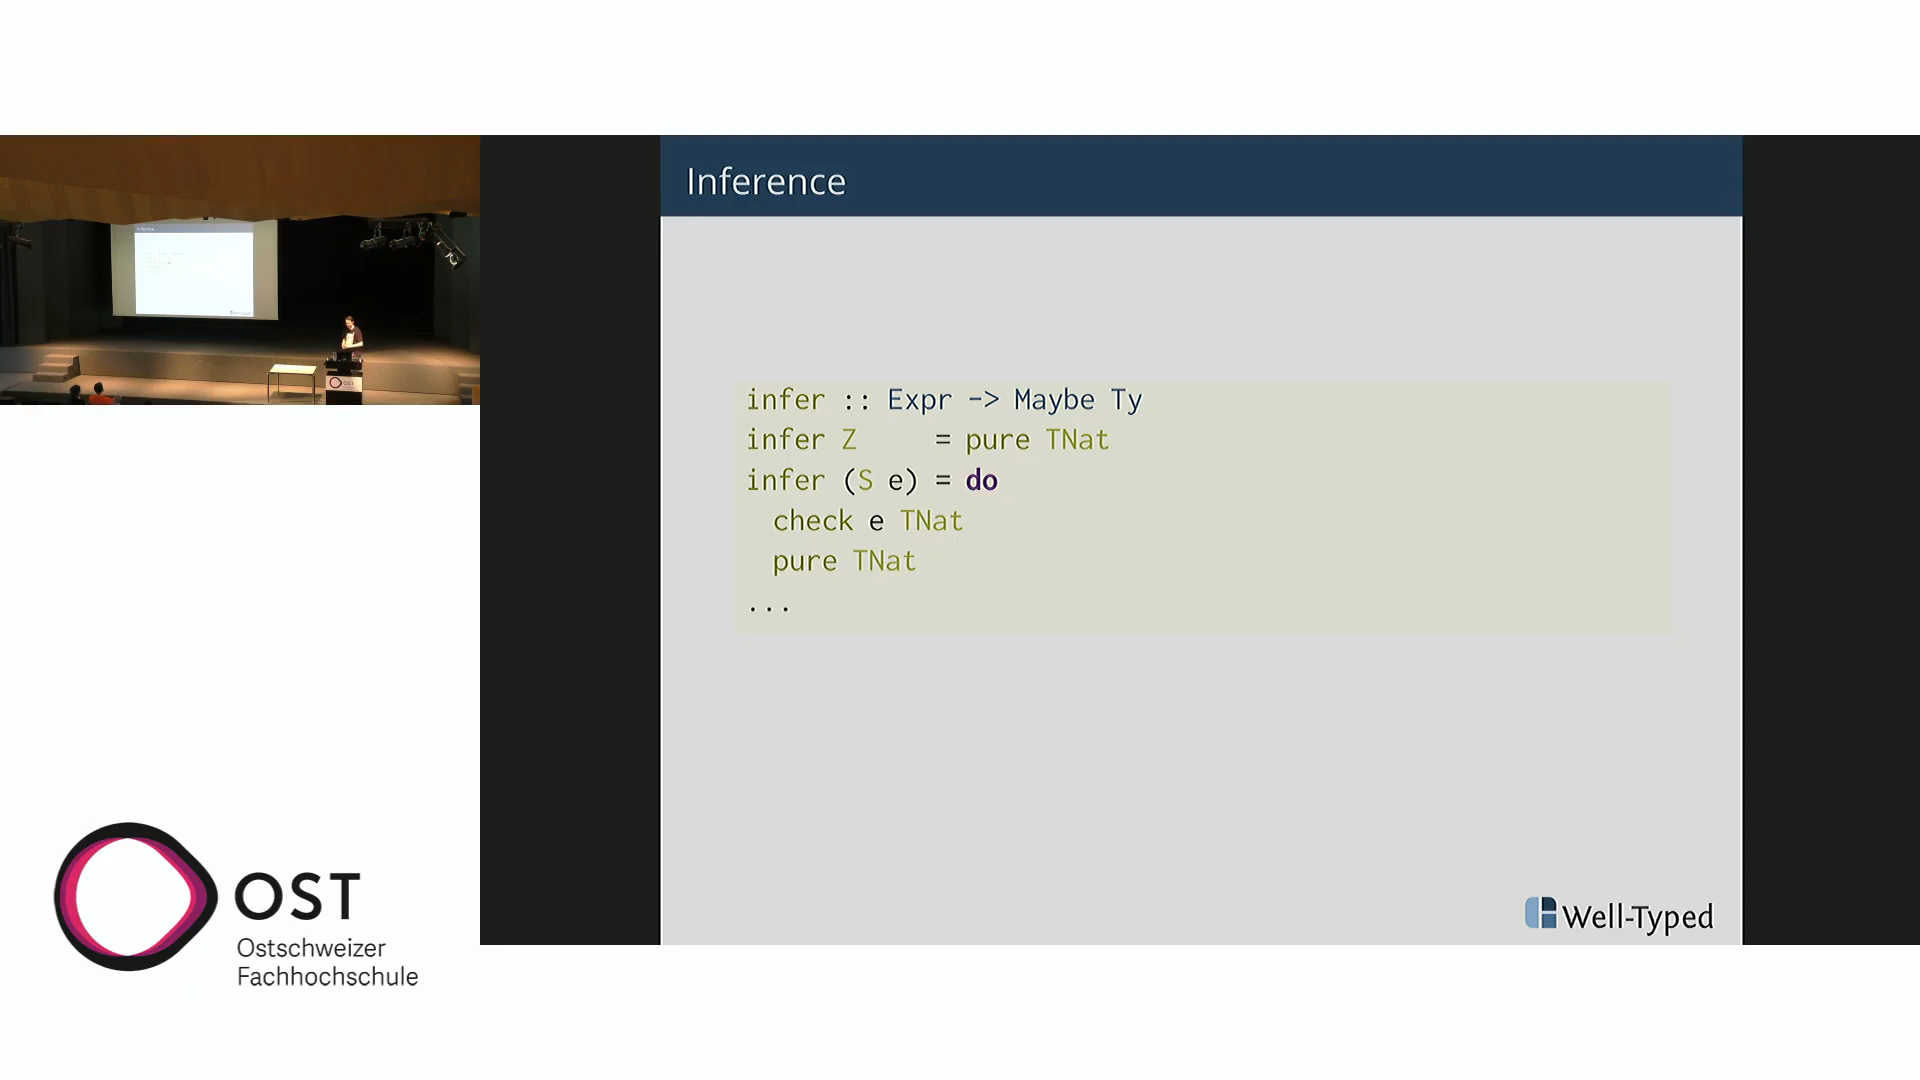 Inference
infer :: Expr -> Maybe Ty
infer Z     = pure TNat
infer (S e) = do
  check e TNat
  pure TNat
...
Well-Typed
OST
Ostschweizer
Fachhochschule
OST